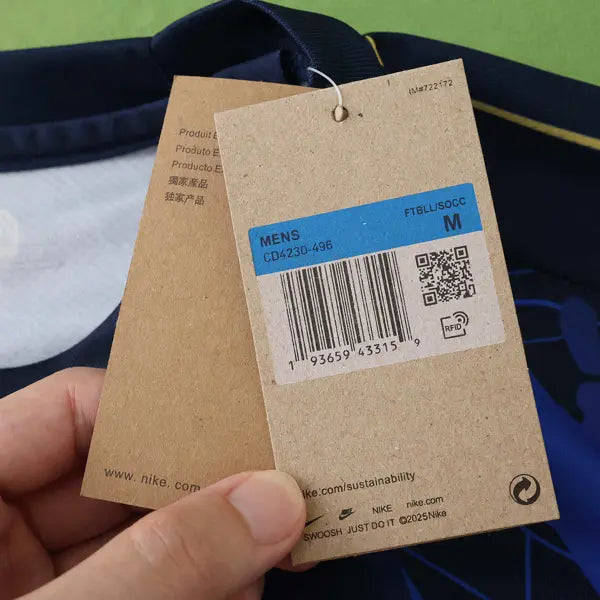 Produit E
Produto E
Producto E
獨家産品
独家产品
www. nike. com
IM#722172
MENS
FTBLL/SOCC
CD4230-496
M
1 93659 43315 9
RFID
nike.com/sustainability
NIKE nike.com
SWOOSH JUST DO IT ©2025Nike